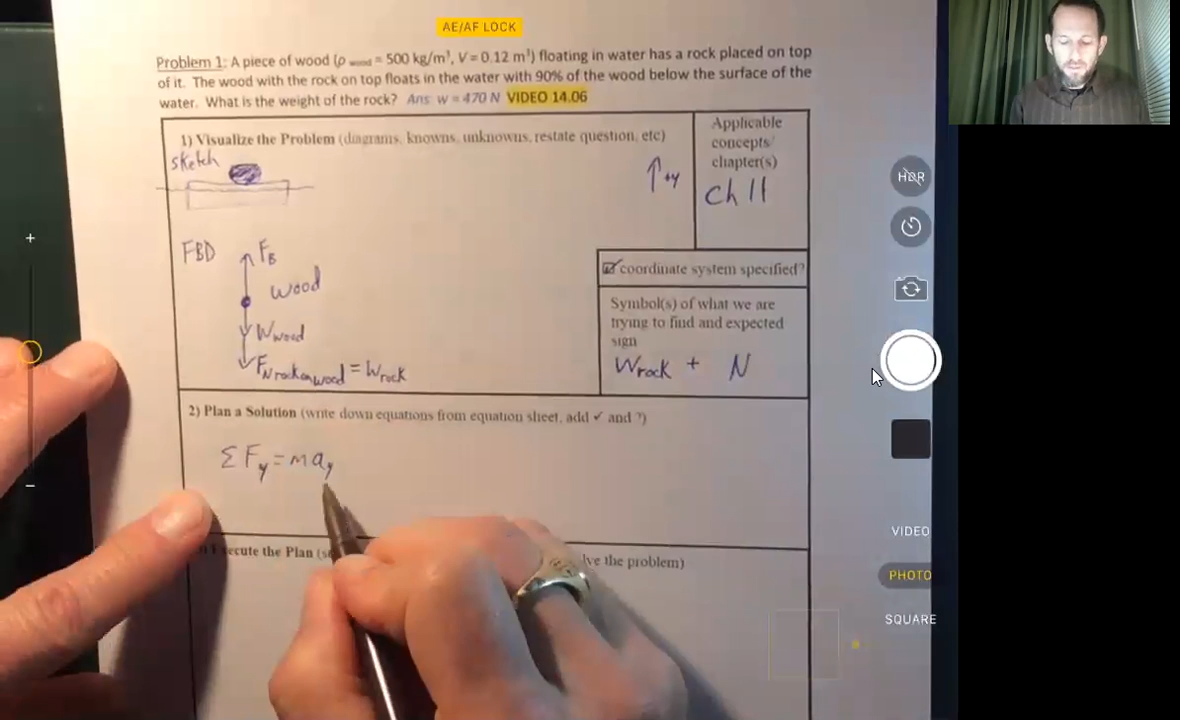 AE/AF LOCK
Problem 1: A piece of wood (ρ wood = 500 kg/m³, V = 0.12 m³) floating in water has a rock placed on top
of it. The wood with the rock on top floats in the water with 90% of the wood below the surface of the
water. What is the weight of the rock? Ans: w = 470 N VIDEO 14.06
1) Visualize the Problem (diagrams, knowns, unknowns, restate question, etc)
Applicable
concepts/
chapter(s)
Ch 11
sketch
↑+y
FBD
F_B
wood
W_wood
F_N rock on wood = W_rock
☑ coordinate system specified?
Symbol(s) of what we are
trying to find and expected
sign
W_rock + N
2) Plan a Solution (write down equations from equation sheet, add ✓ and ?)
Σ F_y = m a_y
ecute the Plan (s
lve the problem)
HDR
VIDEO
PHOTO
SQUARE